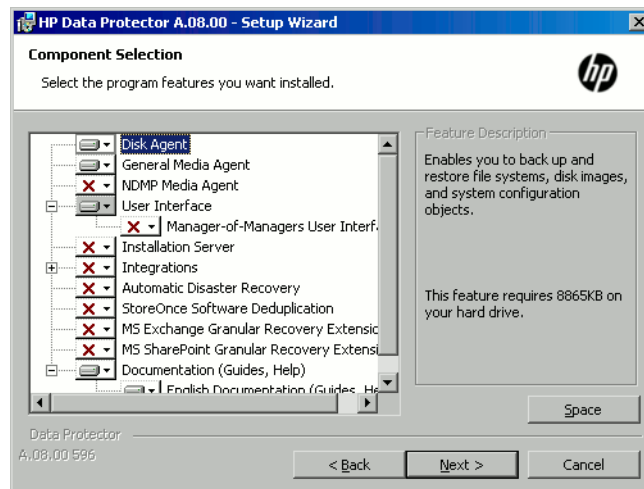 HP Data Protector A.08.00 - Setup Wizard
Component Selection
Select the program features you want installed.
hp
Disk Agent
General Media Agent
NDMP Media Agent
User Interface
Manager-of-Managers User Interf
Installation Server
Integrations
Automatic Disaster Recovery
StoreOnce Software Deduplication
MS Exchange Granular Recovery Extensic
MS SharePoint Granular Recovery Extensi
Documentation (Guides, Help)
English Documentation (Guides, He
Feature Description
Enables you to back up and
restore file systems, disk images,
and system configuration
objects.
This feature requires 8865KB on
your hard drive.
Space
Data Protector
A.08.00 596
< Back
Next >
Cancel